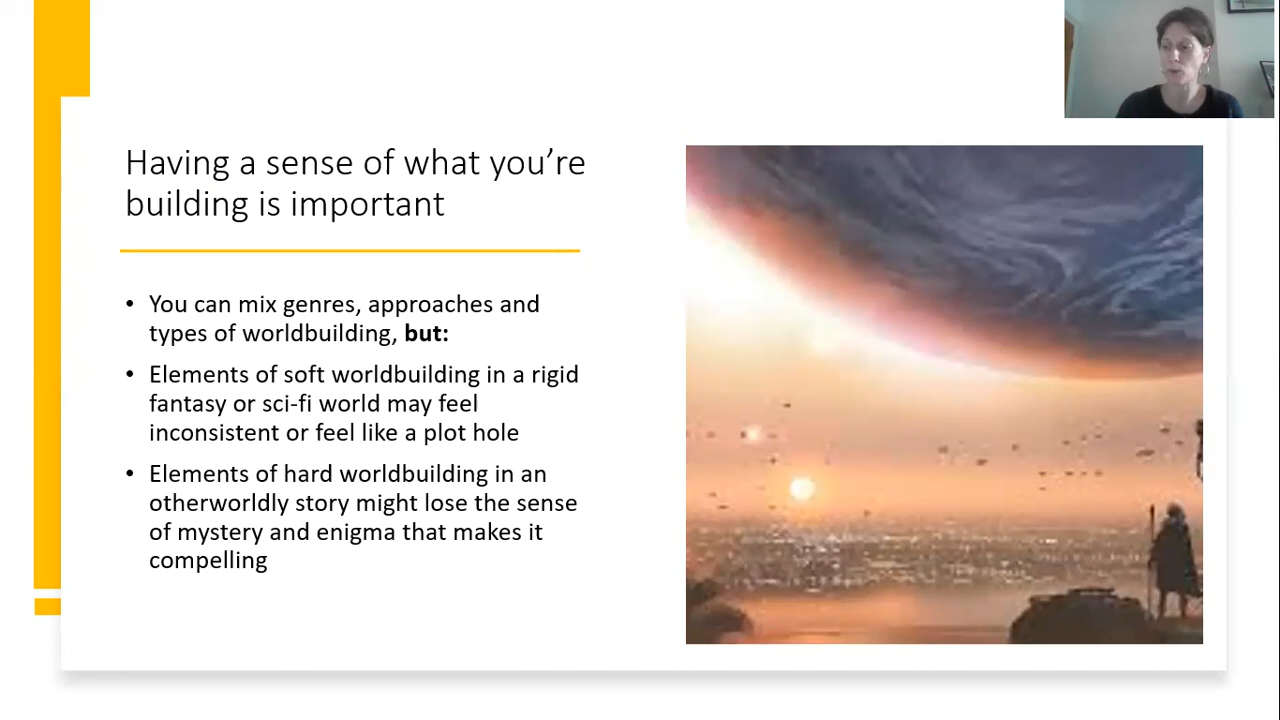 Having a sense of what you’re
building is important
• You can mix genres, approaches and
types of worldbuilding, but:
• Elements of soft worldbuilding in a rigid
fantasy or sci-fi world may feel
inconsistent or feel like a plot hole
• Elements of hard worldbuilding in an
otherworldly story might lose the sense
of mystery and enigma that makes it
compelling